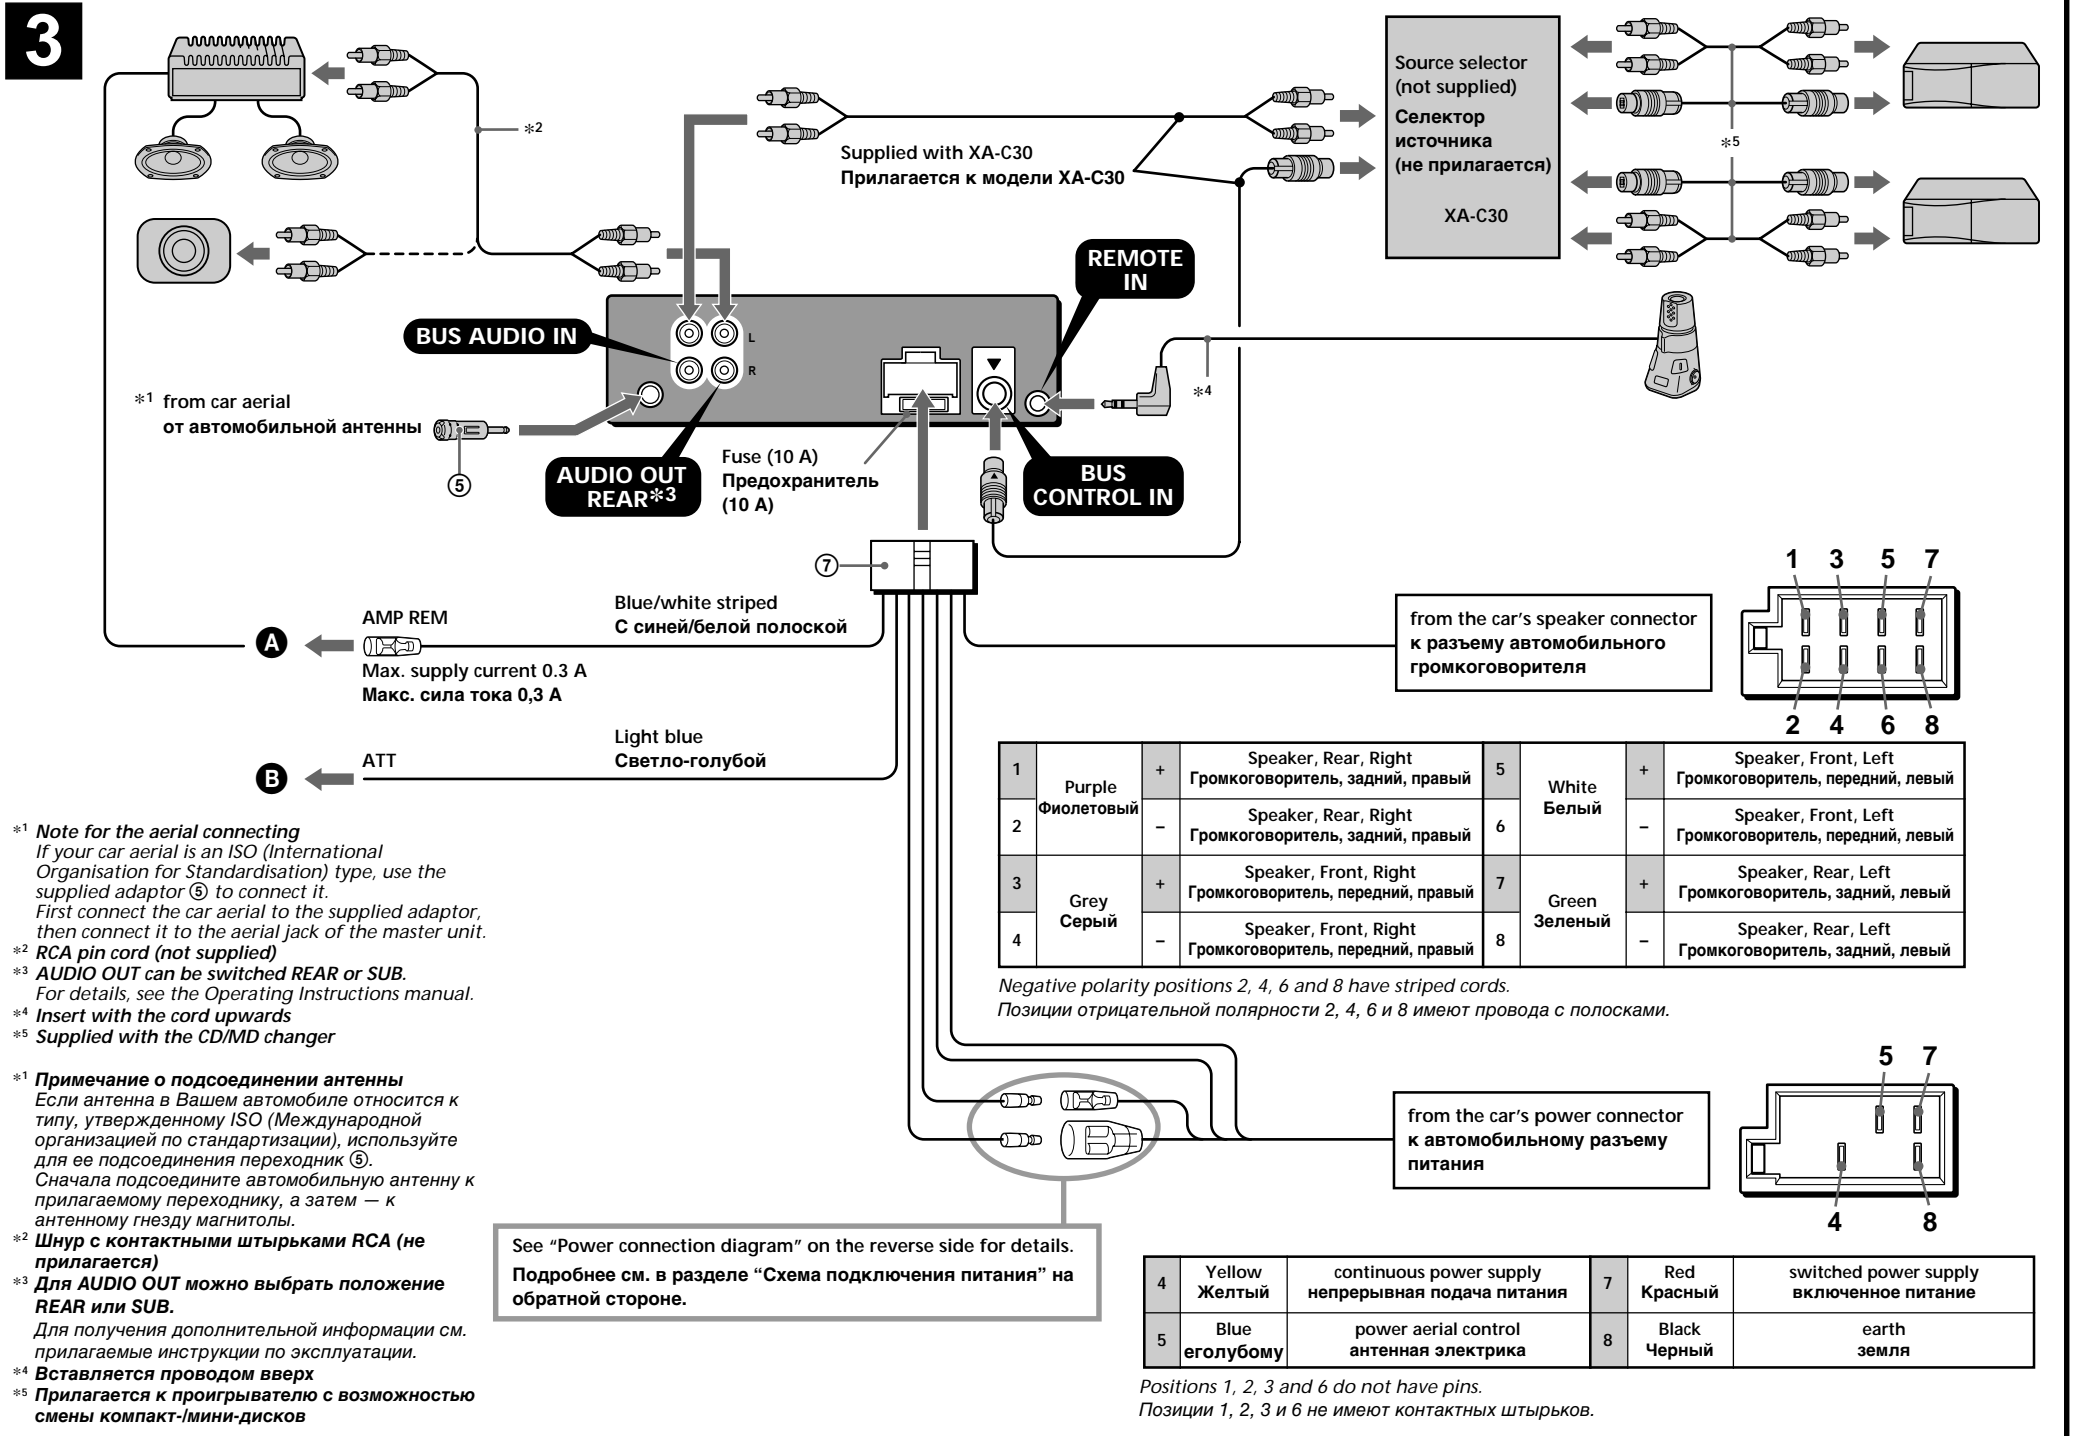 3
*2
Supplied with XA-C30
Прилагается к модели XA-C30
Source selector
(not supplied)
Селектор
источника
(не прилагается)
XA-C30
*5
REMOTE
IN
BUS AUDIO IN
L
R
*4
*1 from car aerial
от автомобильной антенны
5
AUDIO OUT
REAR*3
Fuse (10 A)
Предохранитель
(10 A)
BUS
CONTROL IN
7
A
AMP REM
Blue/white striped
С синей/белой полоской
Max. supply current 0.3 A
Макс. сила тока 0,3 A
B
ATT
Light blue
Светло-голубой
from the car's speaker connector
к разъему автомобильного
громкоговорителя
1 3 5 7
2 4 6 8
1 Purple + Speaker, Rear, Right 5 White + Speaker, Front, Left
Фиолетовый Громкоговоритель, задний, правый Белый Громкоговоритель, передний, левый
2 – Speaker, Rear, Right 6 – Speaker, Front, Left
Громкоговоритель, задний, правый Громкоговоритель, передний, левый
3 Grey + Speaker, Front, Right 7 Green + Speaker, Rear, Left
Серый Громкоговоритель, передний, правый Зеленый Громкоговоритель, задний, левый
4 – Speaker, Front, Right 8 – Speaker, Rear, Left
Громкоговоритель, передний, правый Громкоговоритель, задний, левый
Negative polarity positions 2, 4, 6 and 8 have striped cords.
Позиции отрицательной полярности 2, 4, 6 и 8 имеют провода с полосками.
*1 Note for the aerial connecting
If your car aerial is an ISO (International
Organisation for Standardisation) type, use the
supplied adaptor ⑤ to connect it.
First connect the car aerial to the supplied adaptor,
then connect it to the aerial jack of the master unit.
*2 RCA pin cord (not supplied)
*3 AUDIO OUT can be switched REAR or SUB.
For details, see the Operating Instructions manual.
*4 Insert with the cord upwards
*5 Supplied with the CD/MD changer
*1 Примечание о подсоединении антенны
Если антенна в Вашем автомобиле относится к
типу, утвержденному ISO (Международной
организацией по стандартизации), используйте
для ее подсоединения переходник ⑤.
Сначала подсоедините автомобильную антенну к
прилагаемому переходнику, а затем — к
антенному гнезду магнитолы.
*2 Шнур с контактными штырьками RCA (не
прилагается)
*3 Для AUDIO OUT можно выбрать положение
REAR или SUB.
Для получения дополнительной информации см.
прилагаемые инструкции по эксплуатации.
*4 Вставляется проводом вверх
*5 Прилагается к проигрывателю с возможностью
смены компакт-/мини-дисков
from the car's power connector
к автомобильному разъему
питания
5 7
4 8
See “Power connection diagram” on the reverse side for details.
Подробнее см. в разделе “Схема подключения питания” на
обратной стороне.
4 Yellow continuous power supply 7 Red switched power supply
Желтый непрерывная подача питания Красный включенное питание
5 Blue power aerial control 8 Black earth
еголубому антенная электрика Черный земля
Positions 1, 2, 3 and 6 do not have pins.
Позиции 1, 2, 3 и 6 не имеют контактных штырьков.